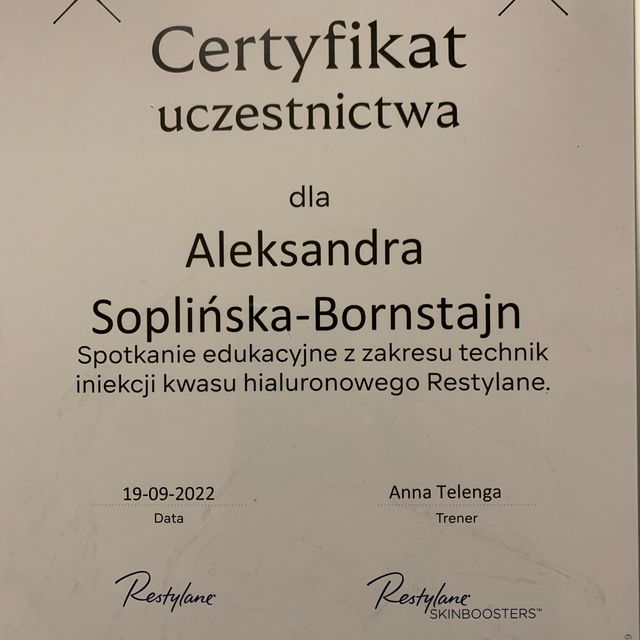 Certyfikat
uczestnictwa
dla
Aleksandra
Soplińska-Bornstajn
Spotkanie edukacyjne z zakresu technik
iniekcji kwasu hialuronowego Restylane.
19-09-2022 Anna Telenga
Data Trener
Restylane Restylane
SKINBOOSTERS™